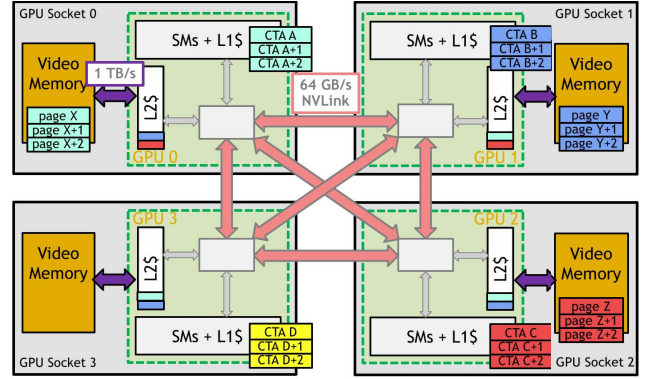 GPU Socket 0
SMs + L1$
CTA A
CTA A+1
CTA A+2
Video
Memory
1 TB/s
page X
page X+1
page X+2
L2$
GPU 0
64 GB/s
NVLink
GPU Socket 1
SMs + L1$
CTA B
CTA B+1
CTA B+2
L2$
Video
Memory
page Y
page Y+1
page Y+2
GPU 1
GPU 3
Video
Memory
L2$
SMs + L1$
CTA D
CTA D+1
CTA D+2
GPU Socket 3
GPU 2
L2$
Video
Memory
page Z
page Z+1
page Z+2
SMs + L1$
CTA C
CTA C+1
CTA C+2
GPU Socket 2